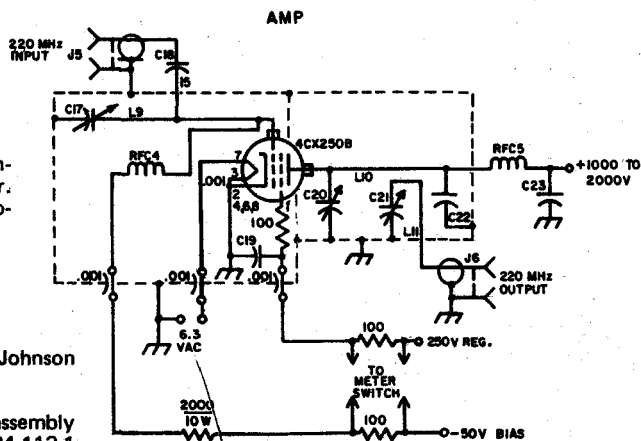 AMP
220 MHz
INPUT
J5
C18
15
C17
L9
4CX250B
RFC4
RFC5
+1000 TO
2000V
7
3
.001
2
4,6,8
L10
C20
C21
C22
C23
100
L11
C19
J6
220 MHz
OUTPUT
.001
.001
.001
6.3
VAC
100
250V REG.
TO
METER
SWITCH
Johnson
2000
10W
100
-50V BIAS
assembly